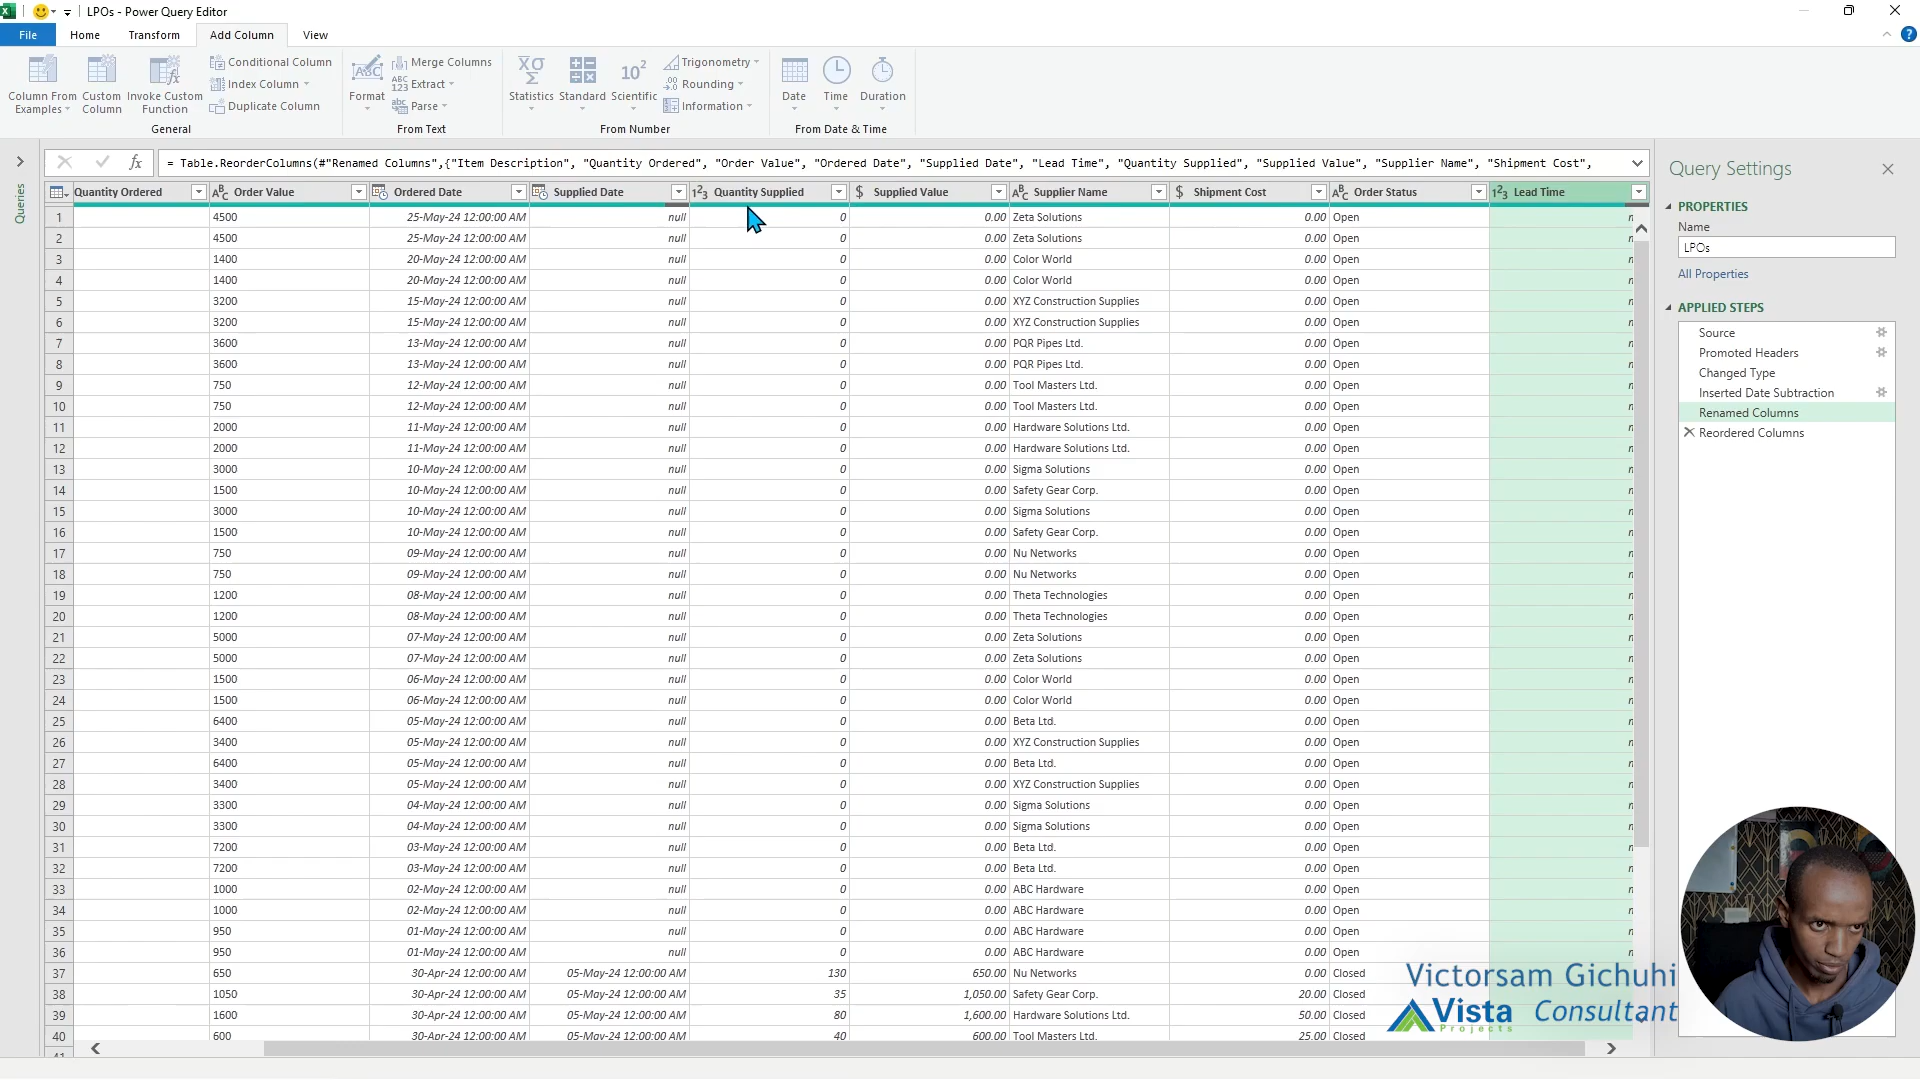 LPOs - Power Query Editor
File Home Transform Add Column View
Column From Examples
Custom Column
Invoke Custom Function
Conditional Column
Index Column
Duplicate Column
General
Format
Merge Columns
Extract
Parse
From Text
Statistics
Standard
Scientific
Trigonometry
Rounding
Information
From Number
Date
Time
Duration
From Date & Time
= Table.ReorderColumns(#"Renamed Columns",{"Item Description", "Quantity Ordered", "Order Value", "Ordered Date", "Supplied Date", "Lead Time", "Quantity Supplied", "Supplied Value", "Supplier Name", "Shipment Cost",
Queries
Quantity Ordered Order Value Ordered Date Supplied Date Quantity Supplied Supplied Value Supplier Name Shipment Cost Order Status Lead Time
1 4500 25-May-24 12:00:00 AM null 0 0.00 Zeta Solutions 0.00 Open
2 4500 25-May-24 12:00:00 AM null 0 0.00 Zeta Solutions 0.00 Open
3 1400 20-May-24 12:00:00 AM null 0 0.00 Color World 0.00 Open
4 1400 20-May-24 12:00:00 AM null 0 0.00 Color World 0.00 Open
5 3200 15-May-24 12:00:00 AM null 0 0.00 XYZ Construction Supplies 0.00 Open
6 3200 15-May-24 12:00:00 AM null 0 0.00 XYZ Construction Supplies 0.00 Open
7 3600 13-May-24 12:00:00 AM null 0 0.00 PQR Pipes Ltd. 0.00 Open
8 3600 13-May-24 12:00:00 AM null 0 0.00 PQR Pipes Ltd. 0.00 Open
9 750 12-May-24 12:00:00 AM null 0 0.00 Tool Masters Ltd. 0.00 Open
10 750 12-May-24 12:00:00 AM null 0 0.00 Tool Masters Ltd. 0.00 Open
11 2000 11-May-24 12:00:00 AM null 0 0.00 Hardware Solutions Ltd. 0.00 Open
12 2000 11-May-24 12:00:00 AM null 0 0.00 Hardware Solutions Ltd. 0.00 Open
13 3000 10-May-24 12:00:00 AM null 0 0.00 Sigma Solutions 0.00 Open
14 1500 10-May-24 12:00:00 AM null 0 0.00 Safety Gear Corp. 0.00 Open
15 3000 10-May-24 12:00:00 AM null 0 0.00 Sigma Solutions 0.00 Open
16 1500 10-May-24 12:00:00 AM null 0 0.00 Safety Gear Corp. 0.00 Open
17 750 09-May-24 12:00:00 AM null 0 0.00 Nu Networks 0.00 Open
18 750 09-May-24 12:00:00 AM null 0 0.00 Nu Networks 0.00 Open
19 1200 08-May-24 12:00:00 AM null 0 0.00 Theta Technologies 0.00 Open
20 1200 08-May-24 12:00:00 AM null 0 0.00 Theta Technologies 0.00 Open
21 5000 07-May-24 12:00:00 AM null 0 0.00 Zeta Solutions 0.00 Open
22 5000 07-May-24 12:00:00 AM null 0 0.00 Zeta Solutions 0.00 Open
23 1500 06-May-24 12:00:00 AM null 0 0.00 Color World 0.00 Open
24 1500 06-May-24 12:00:00 AM null 0 0.00 Color World 0.00 Open
25 6400 05-May-24 12:00:00 AM null 0 0.00 Beta Ltd. 0.00 Open
26 3400 05-May-24 12:00:00 AM null 0 0.00 XYZ Construction Supplies 0.00 Open
27 6400 05-May-24 12:00:00 AM null 0 0.00 Beta Ltd. 0.00 Open
28 3400 05-May-24 12:00:00 AM null 0 0.00 XYZ Construction Supplies 0.00 Open
29 3300 04-May-24 12:00:00 AM null 0 0.00 Sigma Solutions 0.00 Open
30 3300 04-May-24 12:00:00 AM null 0 0.00 Sigma Solutions 0.00 Open
31 7200 03-May-24 12:00:00 AM null 0 0.00 Beta Ltd. 0.00 Open
32 7200 03-May-24 12:00:00 AM null 0 0.00 Beta Ltd. 0.00 Open
33 1000 02-May-24 12:00:00 AM null 0 0.00 ABC Hardware 0.00 Open
34 1000 02-May-24 12:00:00 AM null 0 0.00 ABC Hardware 0.00 Open
35 950 01-May-24 12:00:00 AM null 0 0.00 ABC Hardware 0.00 Open
36 950 01-May-24 12:00:00 AM null 0 0.00 ABC Hardware 0.00 Open
37 650 30-Apr-24 12:00:00 AM 05-May-24 12:00:00 AM 130 650.00 Nu Networks 0.00 Closed
38 1050 30-Apr-24 12:00:00 AM 05-May-24 12:00:00 AM 35 1,050.00 Safety Gear Corp. 20.00 Closed
39 1600 30-Apr-24 12:00:00 AM 05-May-24 12:00:00 AM 80 1,600.00 Hardware Solutions Ltd. 50.00 Closed
40 600 30-Apr-24 12:00:00 AM 05-May-24 12:00:00 AM 40 600.00 Tool Masters Ltd. 25.00 Closed
Query Settings
PROPERTIES
Name
LPOs
All Properties
APPLIED STEPS
Source
Promoted Headers
Changed Type
Inserted Date Subtraction
Renamed Columns
Reordered Columns
Victorsam Gichuhi
Vista Consultant
Projects